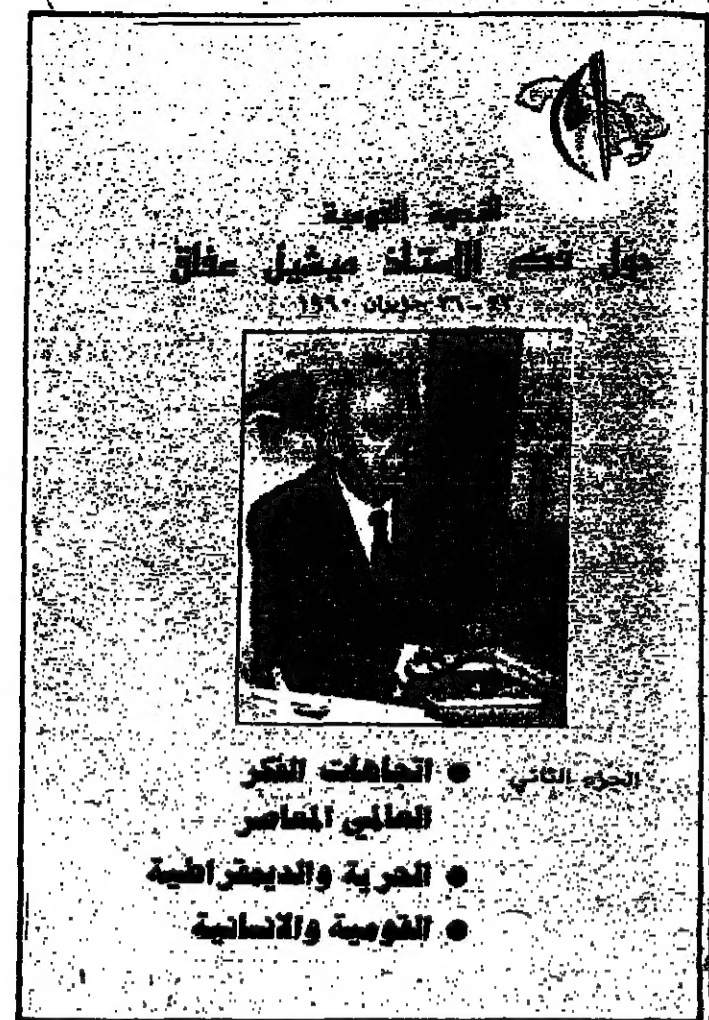 الندوة القومية
حول فكر الاستاذ ميشيل عفلق
٢٦ حزيران ١٩٩٠
الجزء الثاني
● اتجاهات الفكر
العالمي المعاصر
● الحرية والديمقراطية
● القومية والانسانية